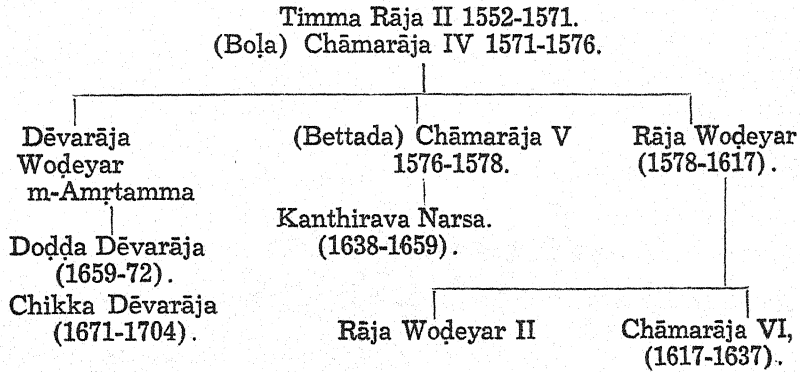 Timma Rāja II 1552-1571.
(Boḷa) Chāmarāja IV 1571-1576.
Dēvarāja
Woḍeyar
m-Amṛtamma
(Bettada) Chāmarāja V
1576-1578.
Rāja Woḍeyar
(1578-1617).
Doḍḍa Dēvarāja
(1659-72).
Chikka Dēvarāja
(1671-1704).
Kanthirava Narsa.
(1638-1659).
Rāja Woḍeyar II
Chāmarāja VI,
(1617-1637).